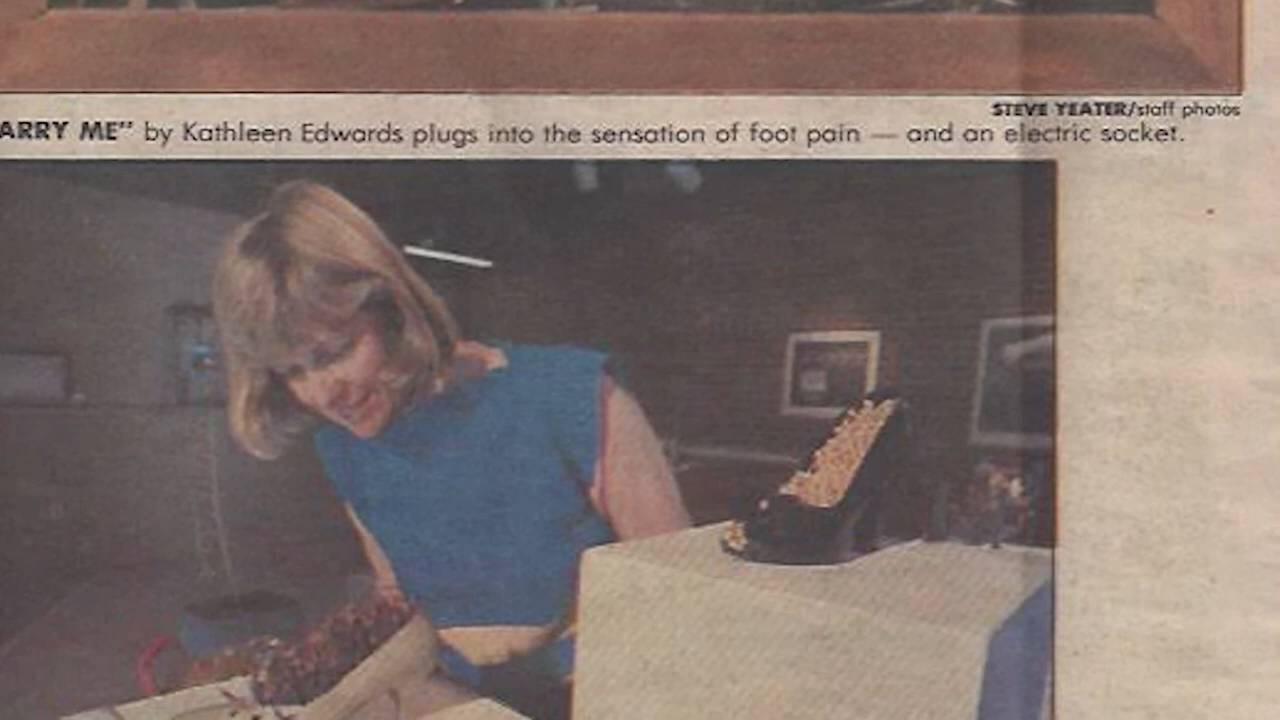 STEVE YEATER/staff photos
ARRY ME" by Kathleen Edwards plugs into the sensation of foot pain — and an electric socket.